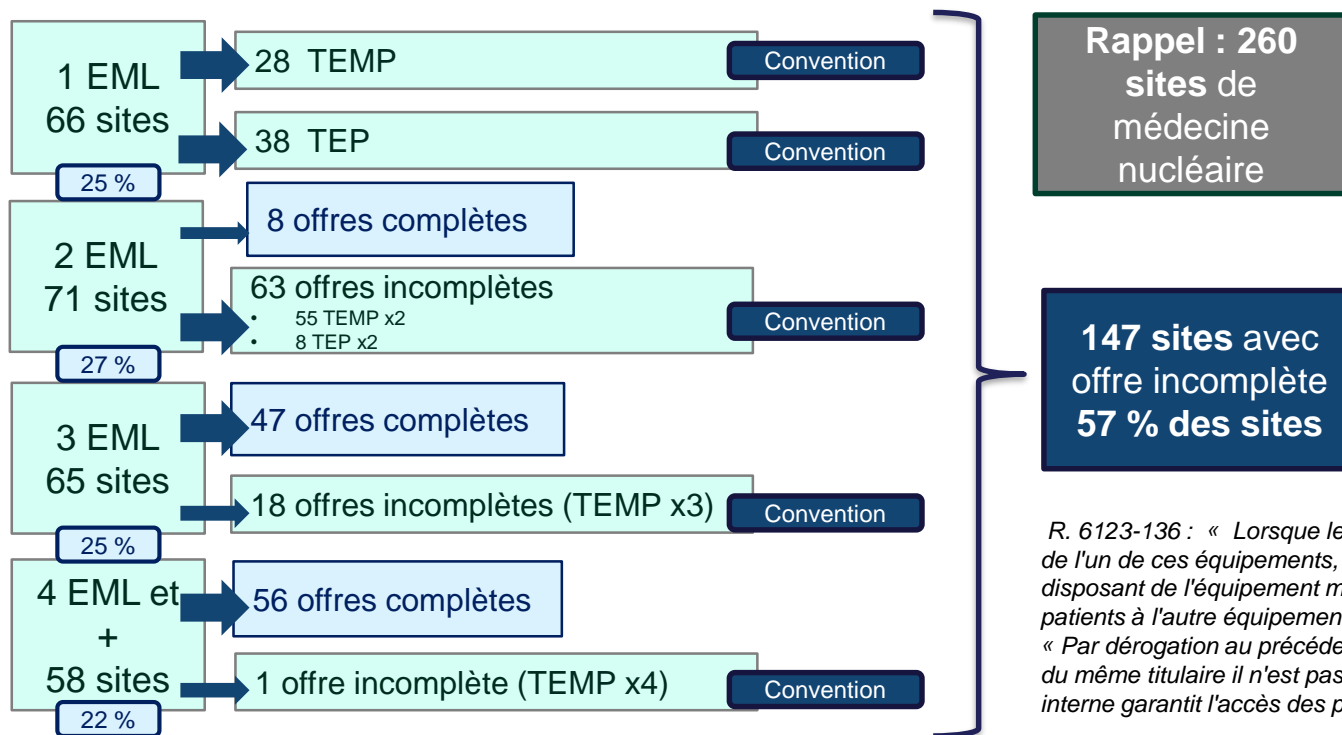 1 EML
66 sites
25 %
28 TEMP
Convention
38 TEP
Convention
2 EML
71 sites
27 %
8 offres complètes
63 offres incomplètes
• 55 TEMP x2
• 8 TEP x2
Convention
3 EML
65 sites
25 %
47 offres complètes
18 offres incomplètes (TEMP x3)
Convention
4 EML et
+
58 sites
22 %
56 offres complètes
1 offre incomplète (TEMP x4)
Convention
Rappel : 260
sites de
médecine
nucléaire
147 sites avec
offre incomplète
57 % des sites
R. 6123-136 : « Lorsque le
de l'un de ces équipements,
disposant de l'équipement m
patients à l'autre équipement
« Par dérogation au précéde
du même titulaire il n'est pas
interne garantit l'accès des p